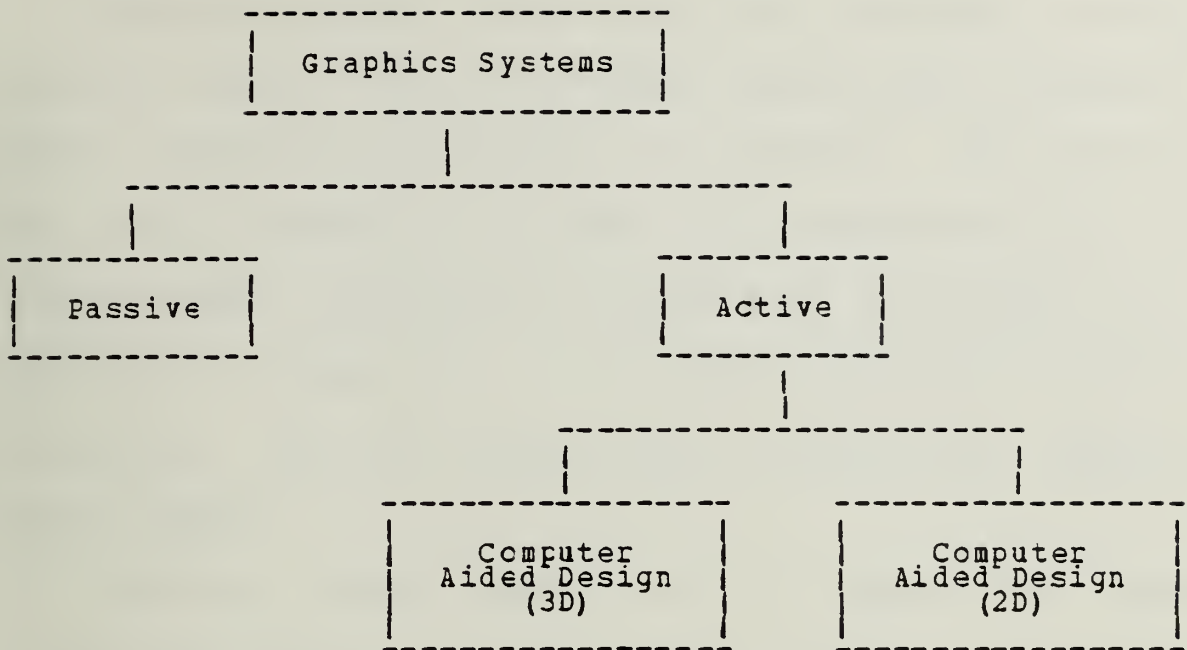 Graphics Systems
Passive
Active
Computer
Aided Design
(3D)
Computer
Aided Design
(2D)